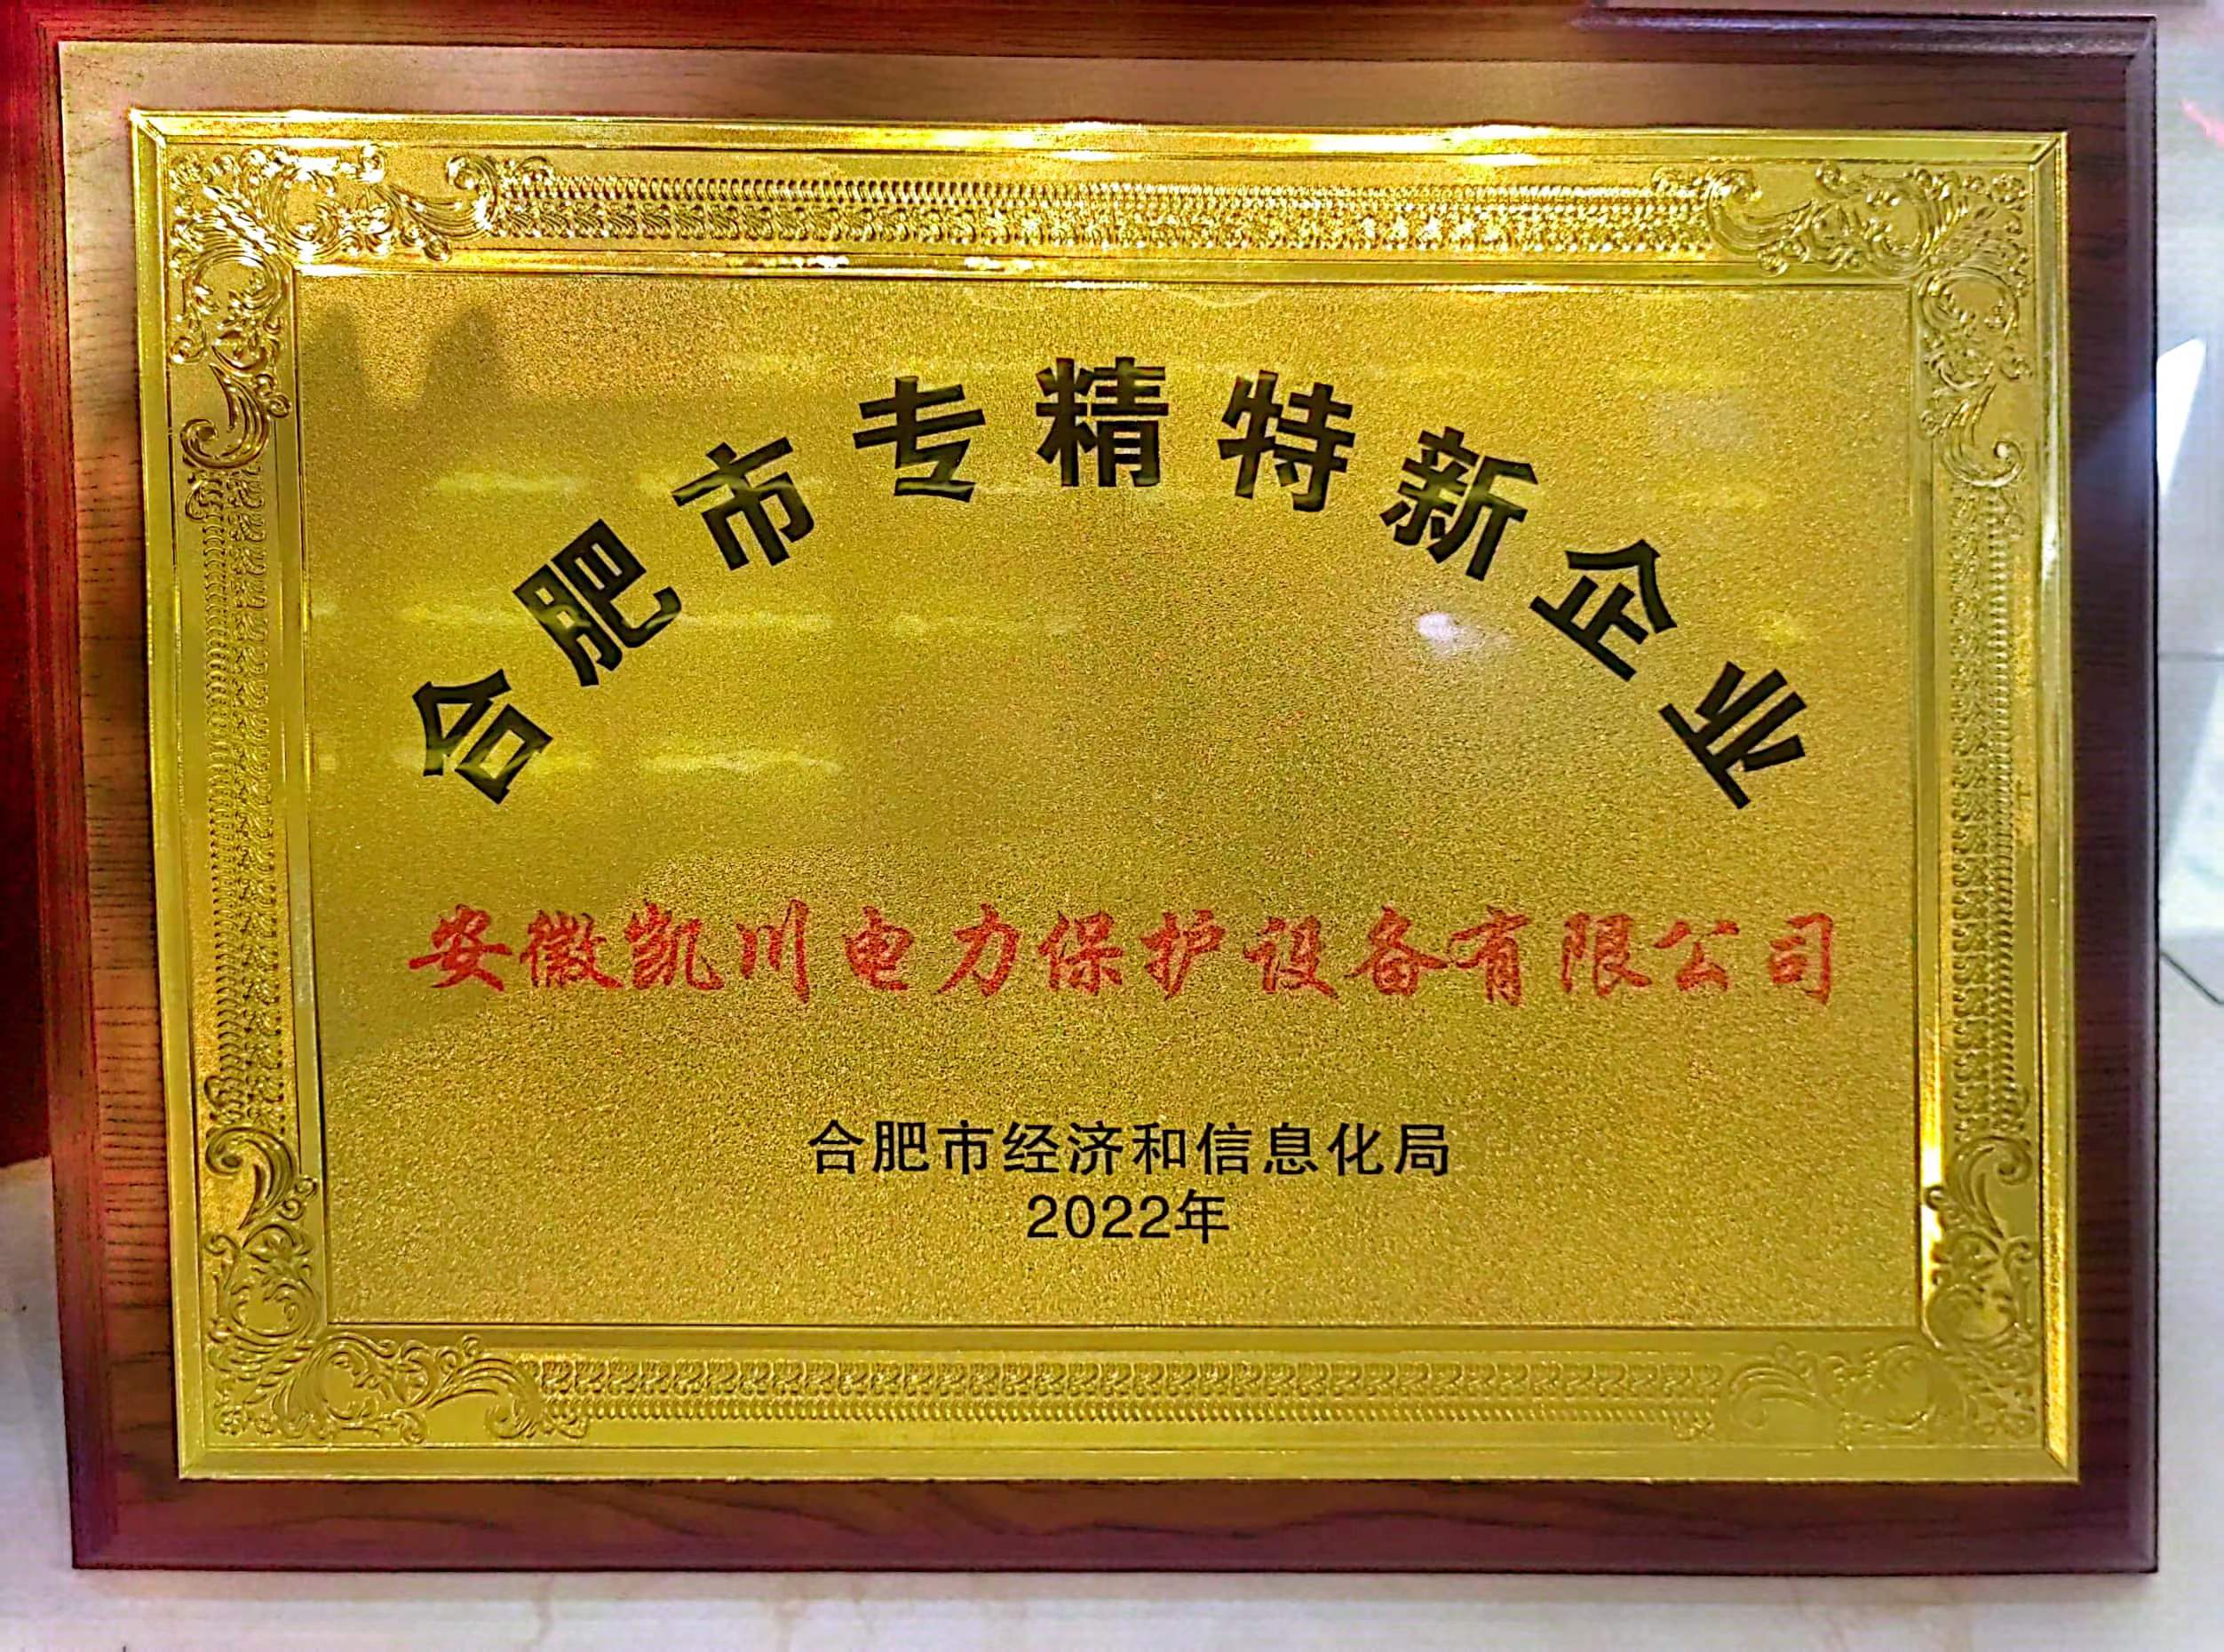 合肥市专精特新企业
安徽凯川电力保护设备有限公司
合肥市经济和信息化局
2022年